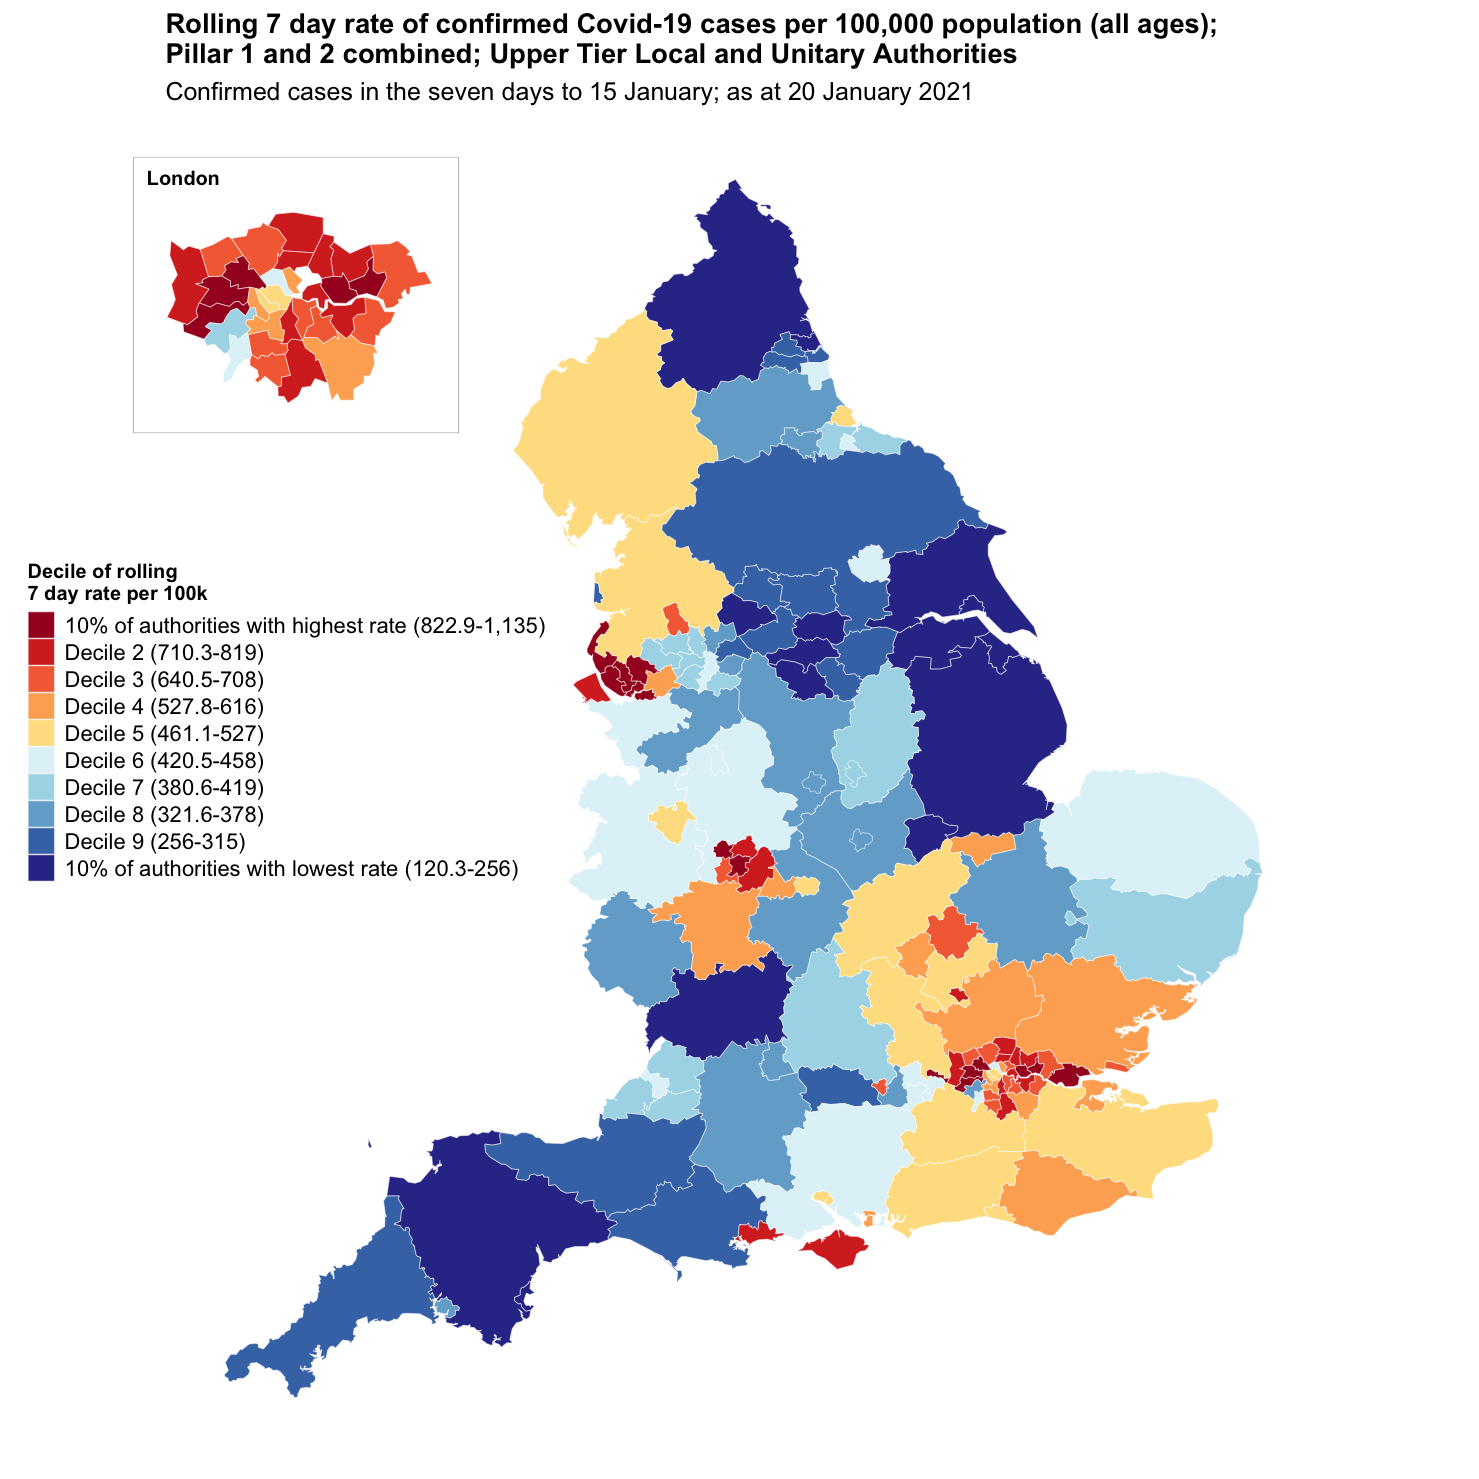 Rolling 7 day rate of confirmed Covid-19 cases per 100,000 population (all ages);
Pillar 1 and 2 combined; Upper Tier Local and Unitary Authorities
Confirmed cases in the seven days to 15 January; as at 20 January 2021
London
Decile of rolling
7 day rate per 100k
10% of authorities with highest rate (822.9-1,135)
Decile 2 (710.3-819)
Decile 3 (640.5-708)
Decile 4 (527.8-616)
Decile 5 (461.1-527)
Decile 6 (420.5-458)
Decile 7 (380.6-419)
Decile 8 (321.6-378)
Decile 9 (256-315)
10% of authorities with lowest rate (120.3-256)